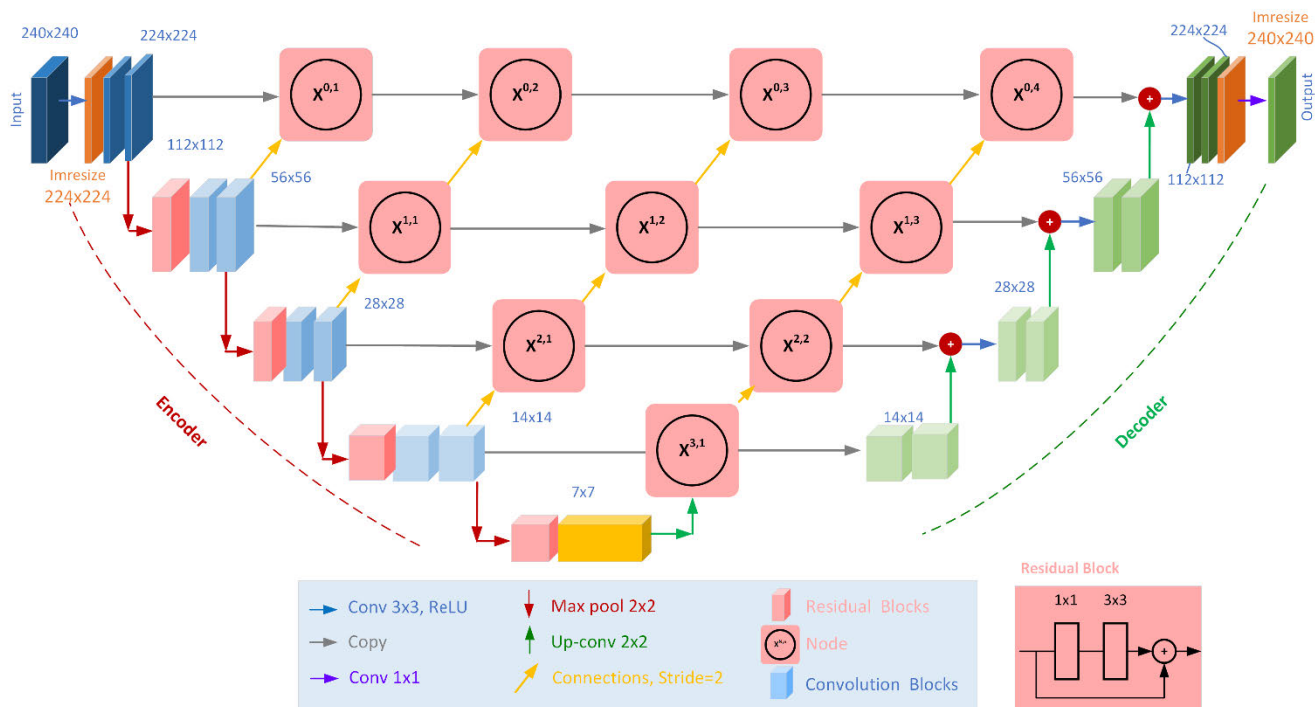 Imresize
240x240
240x240
224x224
224x224
Input
X0,1
X0,2
X0,3
X0,4
+
Output
112x112
Imresize
224x224
56x56
56x56
112x112
X1,1
X1,2
X1,3
+
28x28
28x28
X2,1
X2,2
+
Encoder
Decoder
14x14
14x14
X3,1
7x7
Residual Block
1x1
3x3
+
Conv 3x3, ReLU
Max pool 2x2
Residual Blocks
Copy
Up-conv 2x2
Node
Conv 1x1
Connections, Stride=2
Convolution Blocks